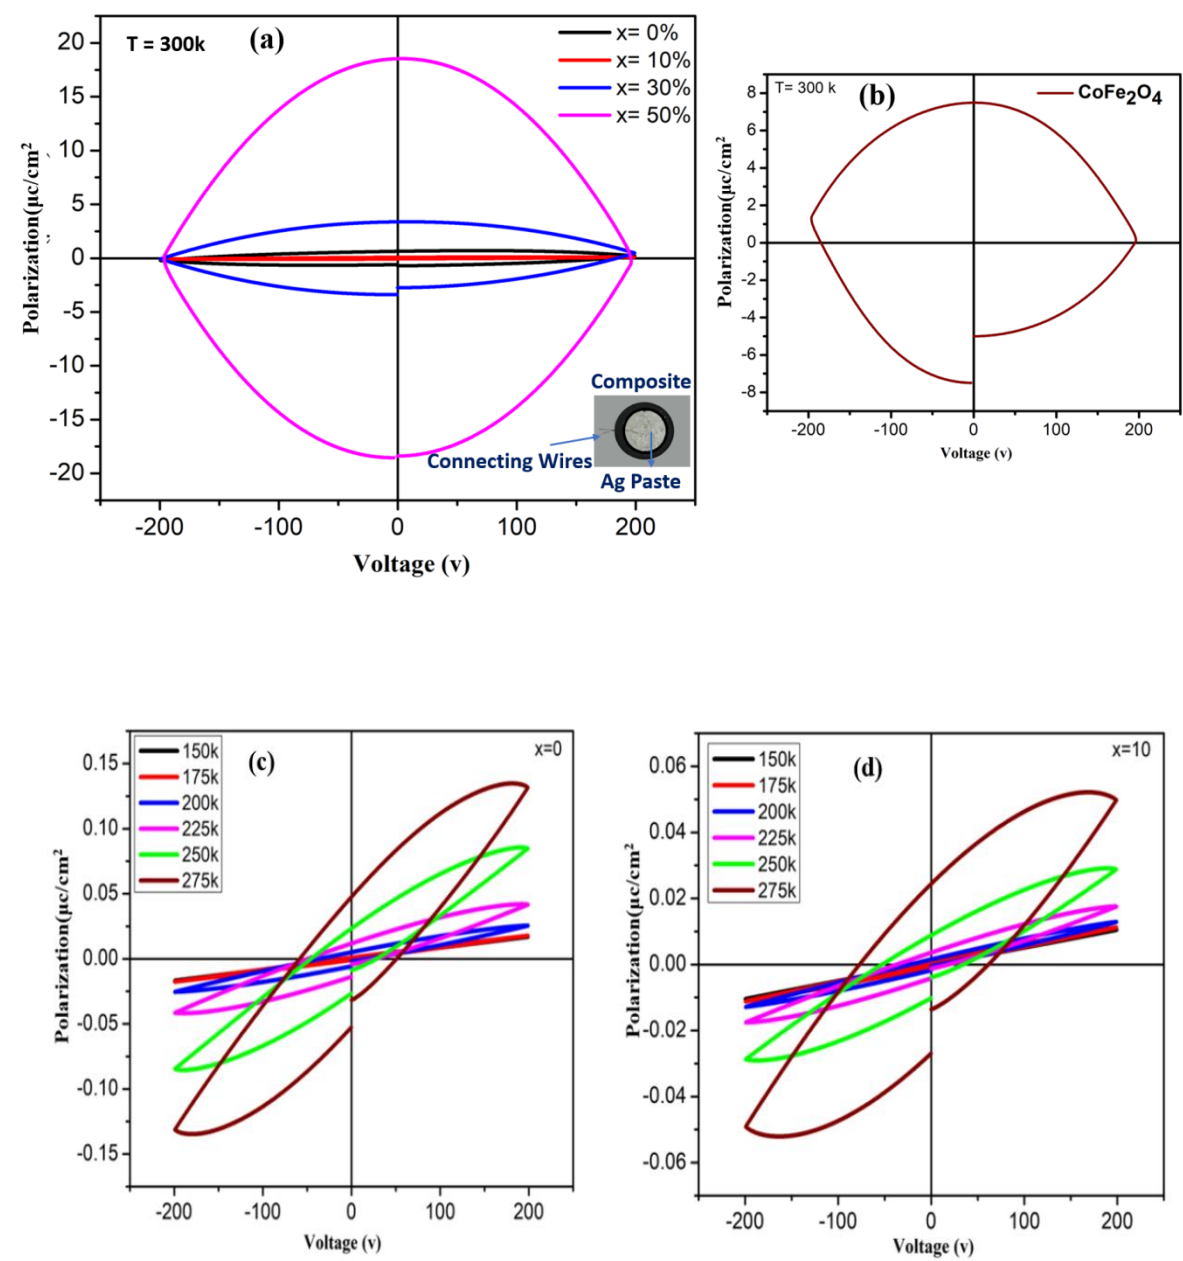 (a)
T = 300k
x= 0%
x= 10%
x= 30%
x= 50%
20
15
10
5
0
-5
-10
-15
-20
Polarization(μc/cm²
-200 -100 0 100 200
Voltage (v)
Composite
Connecting Wires
Ag Paste
(b)
T= 300 k
CoFe₂O₄
8
6
4
2
0
-2
-4
-6
-8
Polarization(μc/cm²
-200 -100 0 100 200
Voltage (v)
(c)
x=0
150k
175k
200k
225k
250k
275k
0.15
0.10
0.05
0.00
-0.05
-0.10
-0.15
Polarization(μc/cm²
-200 -100 0 100 200
Voltage (v)
(d)
x=10
150k
175k
200k
225k
250k
275k
0.06
0.04
0.02
0.00
-0.02
-0.04
-0.06
Polarization(μc/cm²
-200 -100 0 100 200
Voltage (v)